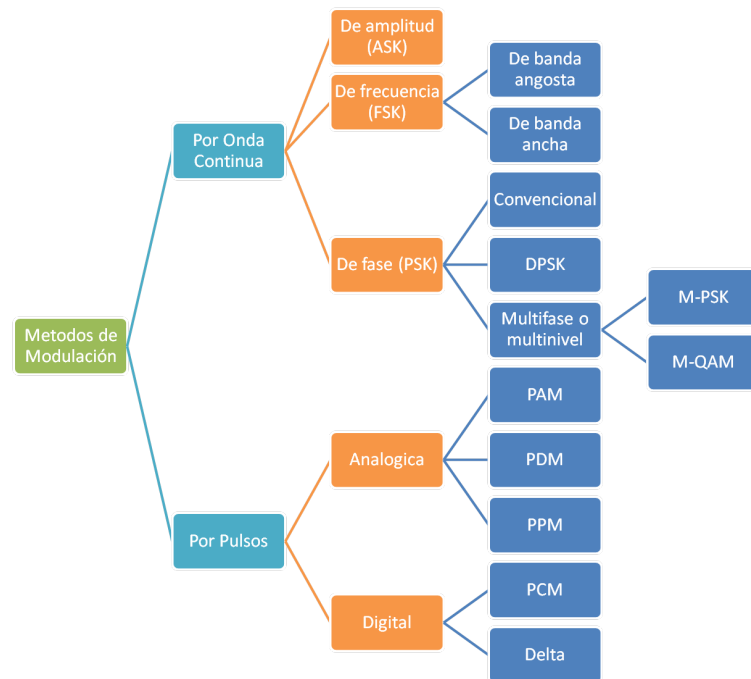 De amplitud
(ASK)
De frecuencia
(FSK)
De banda
angosta
De banda
ancha
Por Onda
Continua
Convencional
De fase (PSK)
DPSK
Multifase o
multinivel
M-PSK
M-QAM
Metodos de
Modulación
PAM
Analogica
PDM
PPM
Por Pulsos
PCM
Digital
Delta